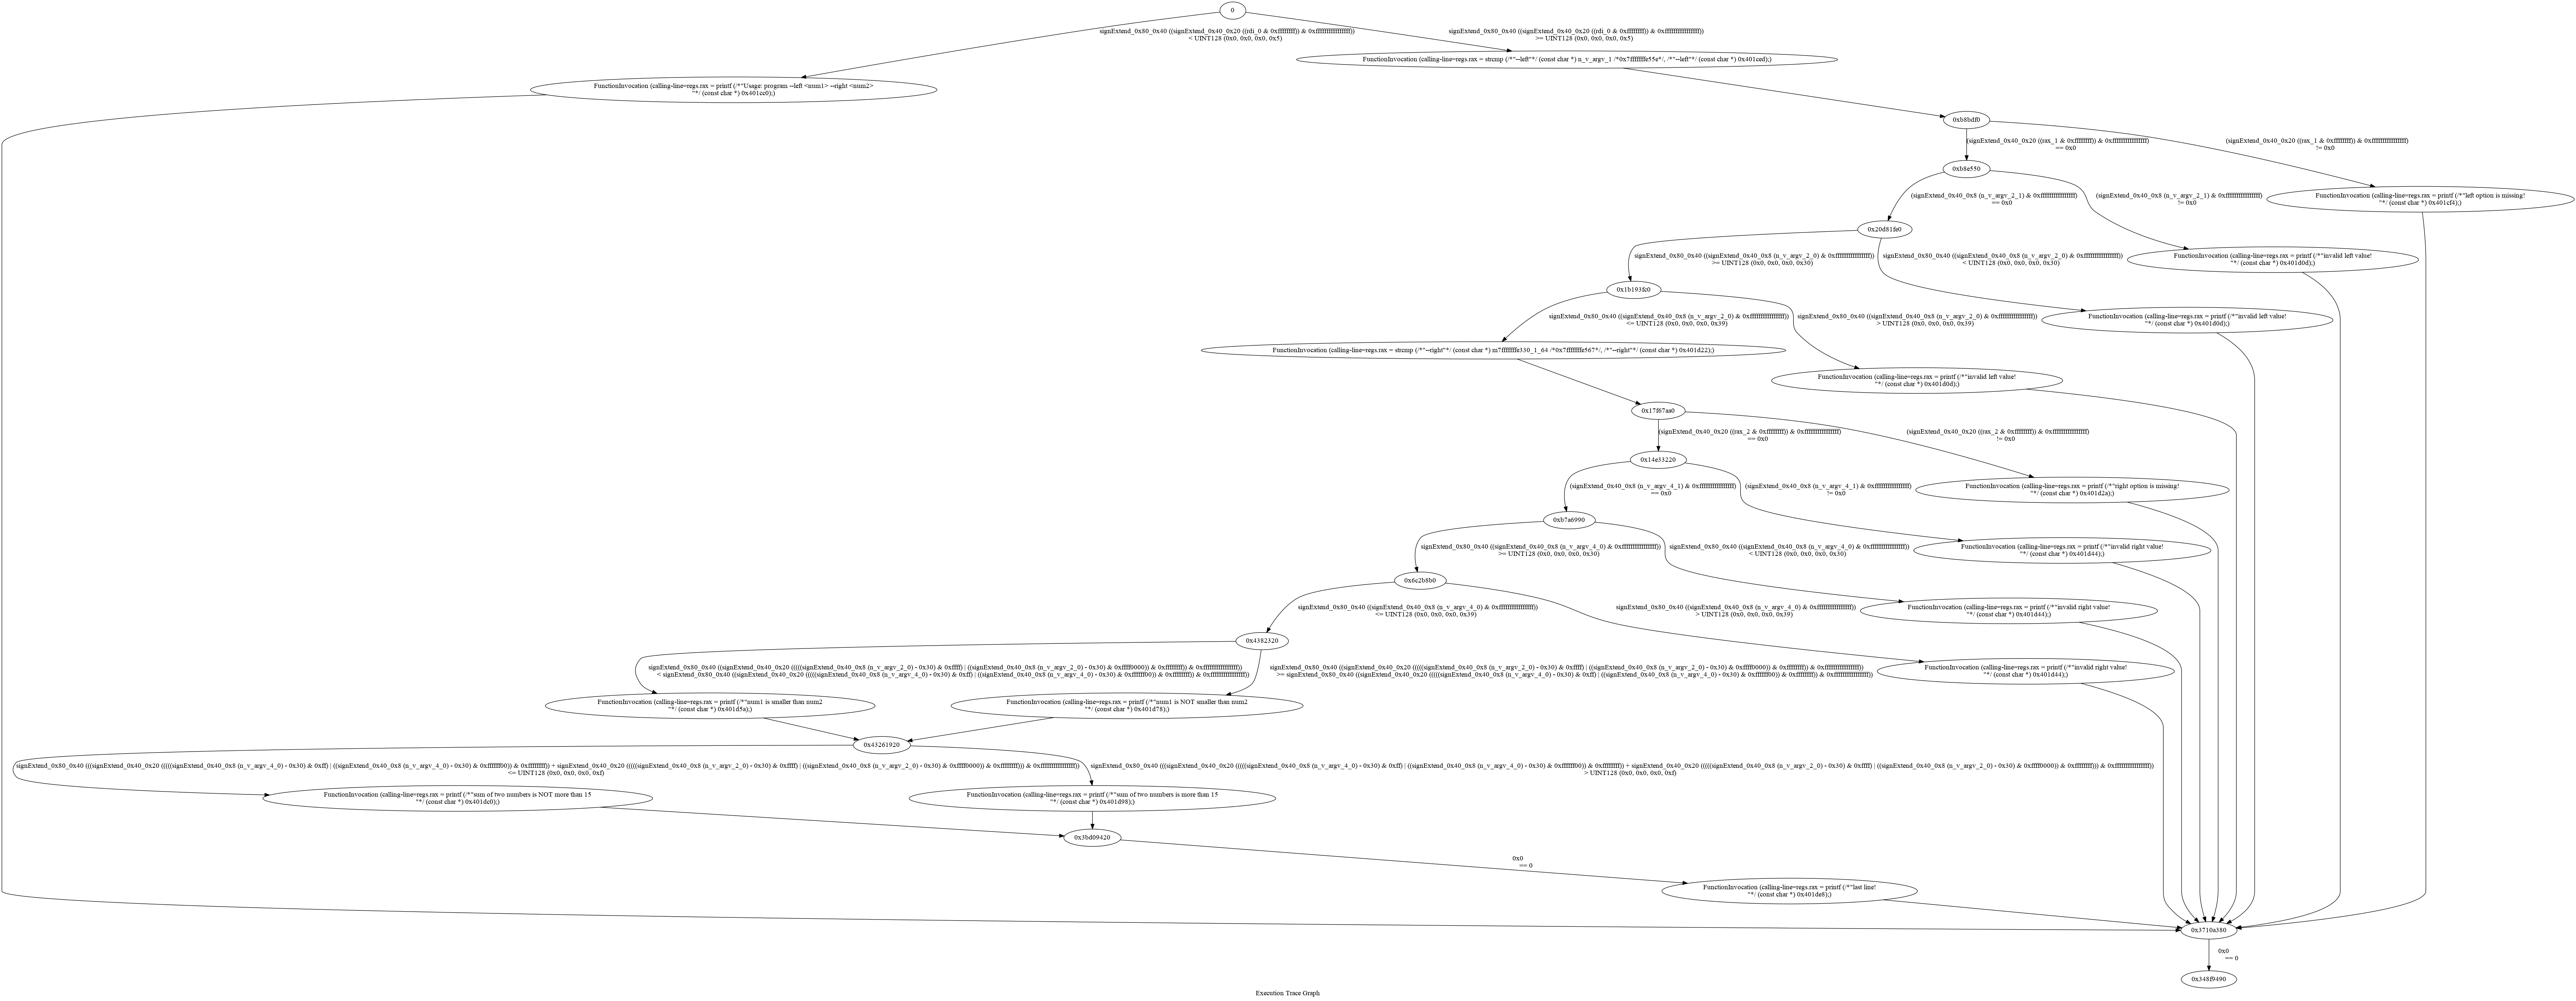 0
signExtend_0x80_0x40 ((signExtend_0x40_0x20 ((rdi_0 & 0xffffffff)) & 0xffffffffffffffff))
< UINT128 (0x0, 0x0, 0x0, 0x5)
signExtend_0x80_0x40 ((signExtend_0x40_0x20 ((rdi_0 & 0xffffffff)) & 0xffffffffffffffff))
>= UINT128 (0x0, 0x0, 0x0, 0x5)
FunctionInvocation (calling-line=regs.rax = strcmp (/*"--left"*/ (const char *) n_v_argv_1 /*0x7fffffffe55e*/, /*"--left"*/ (const char *) 0x401ced);)
FunctionInvocation (calling-line=regs.rax = printf (/*"Usage: program --left <num1> --right <num2>
"*/ (const char *) 0x401cc0);)
0xb8bdf0
(signExtend_0x40_0x20 ((rax_1 & 0xffffffff)) & 0xffffffffffffffff)
== 0x0
(signExtend_0x40_0x20 ((rax_1 & 0xffffffff)) & 0xffffffffffffffff)
!= 0x0
0xb8e550
(signExtend_0x40_0x8 (n_v_argv_2_1) & 0xffffffffffffffff)
== 0x0
(signExtend_0x40_0x8 (n_v_argv_2_1) & 0xffffffffffffffff)
!= 0x0
FunctionInvocation (calling-line=regs.rax = printf (/*"left option is missing!
"*/ (const char *) 0x401cf4);)
0x20d81fe0
signExtend_0x80_0x40 ((signExtend_0x40_0x8 (n_v_argv_2_0) & 0xffffffffffffffff))
>= UINT128 (0x0, 0x0, 0x0, 0x30)
signExtend_0x80_0x40 ((signExtend_0x40_0x8 (n_v_argv_2_0) & 0xffffffffffffffff))
< UINT128 (0x0, 0x0, 0x0, 0x30)
FunctionInvocation (calling-line=regs.rax = printf (/*"invalid left value!
"*/ (const char *) 0x401d0d);)
0x1b193fc0
signExtend_0x80_0x40 ((signExtend_0x40_0x8 (n_v_argv_2_0) & 0xffffffffffffffff))
<= UINT128 (0x0, 0x0, 0x0, 0x39)
signExtend_0x80_0x40 ((signExtend_0x40_0x8 (n_v_argv_2_0) & 0xffffffffffffffff))
> UINT128 (0x0, 0x0, 0x0, 0x39)
FunctionInvocation (calling-line=regs.rax = printf (/*"invalid left value!
"*/ (const char *) 0x401d0d);)
FunctionInvocation (calling-line=regs.rax = strcmp (/*"--right"*/ (const char *) m7fffffffe330_1_64 /*0x7fffffffe567*/, /*"--right"*/ (const char *) 0x401d22);)
FunctionInvocation (calling-line=regs.rax = printf (/*"invalid left value!
"*/ (const char *) 0x401d0d);)
0x17f67aa0
(signExtend_0x40_0x20 ((rax_2 & 0xffffffff)) & 0xffffffffffffffff)
== 0x0
(signExtend_0x40_0x20 ((rax_2 & 0xffffffff)) & 0xffffffffffffffff)
!= 0x0
0x14e33220
(signExtend_0x40_0x8 (n_v_argv_4_1) & 0xffffffffffffffff)
== 0x0
(signExtend_0x40_0x8 (n_v_argv_4_1) & 0xffffffffffffffff)
!= 0x0
FunctionInvocation (calling-line=regs.rax = printf (/*"right option is missing!
"*/ (const char *) 0x401d2a);)
0xb7a6990
signExtend_0x80_0x40 ((signExtend_0x40_0x8 (n_v_argv_4_0) & 0xffffffffffffffff))
>= UINT128 (0x0, 0x0, 0x0, 0x30)
signExtend_0x80_0x40 ((signExtend_0x40_0x8 (n_v_argv_4_0) & 0xffffffffffffffff))
< UINT128 (0x0, 0x0, 0x0, 0x30)
FunctionInvocation (calling-line=regs.rax = printf (/*"invalid right value!
"*/ (const char *) 0x401d44);)
0x6c2b8b0
signExtend_0x80_0x40 ((signExtend_0x40_0x8 (n_v_argv_4_0) & 0xffffffffffffffff))
<= UINT128 (0x0, 0x0, 0x0, 0x39)
signExtend_0x80_0x40 ((signExtend_0x40_0x8 (n_v_argv_4_0) & 0xffffffffffffffff))
> UINT128 (0x0, 0x0, 0x0, 0x39)
FunctionInvocation (calling-line=regs.rax = printf (/*"invalid right value!
"*/ (const char *) 0x401d44);)
0x4382320
signExtend_0x80_0x40 ((signExtend_0x40_0x20 (((((signExtend_0x40_0x8 (n_v_argv_2_0) - 0x30) & 0xffff) | ((signExtend_0x40_0x8 (n_v_argv_2_0) - 0x30) & 0xffff0000)) & 0xffffffff)) & 0xffffffffffffffff))
< signExtend_0x80_0x40 ((signExtend_0x40_0x20 (((((signExtend_0x40_0x8 (n_v_argv_4_0) - 0x30) & 0xff) | ((signExtend_0x40_0x8 (n_v_argv_4_0) - 0x30) & 0xffffff00)) & 0xffffffff)) & 0xffffffffffffffff))
signExtend_0x80_0x40 ((signExtend_0x40_0x20 (((((signExtend_0x40_0x8 (n_v_argv_2_0) - 0x30) & 0xffff) | ((signExtend_0x40_0x8 (n_v_argv_2_0) - 0x30) & 0xffff0000)) & 0xffffffff)) & 0xffffffffffffffff))
>= signExtend_0x80_0x40 ((signExtend_0x40_0x20 (((((signExtend_0x40_0x8 (n_v_argv_4_0) - 0x30) & 0xff) | ((signExtend_0x40_0x8 (n_v_argv_4_0) - 0x30) & 0xffffff00)) & 0xffffffff)) & 0xffffffffffffffff))
FunctionInvocation (calling-line=regs.rax = printf (/*"invalid right value!
"*/ (const char *) 0x401d44);)
FunctionInvocation (calling-line=regs.rax = printf (/*"num1 is smaller than num2
"*/ (const char *) 0x401d5a);)
FunctionInvocation (calling-line=regs.rax = printf (/*"num1 is NOT smaller than num2
"*/ (const char *) 0x401d78);)
0x43261920
signExtend_0x80_0x40 (((signExtend_0x40_0x20 (((((signExtend_0x40_0x8 (n_v_argv_4_0) - 0x30) & 0xff) | ((signExtend_0x40_0x8 (n_v_argv_4_0) - 0x30) & 0xffffff00)) & 0xffffffff)) + signExtend_0x40_0x20 (((((signExtend_0x40_0x8 (n_v_argv_2_0) - 0x30) & 0xffff) | ((signExtend_0x40_0x8 (n_v_argv_2_0) - 0x30) & 0xffff0000)) & 0xffffffff))) & 0xffffffffffffffff))
<= UINT128 (0x0, 0x0, 0x0, 0xf)
signExtend_0x80_0x40 (((signExtend_0x40_0x20 (((((signExtend_0x40_0x8 (n_v_argv_4_0) - 0x30) & 0xff) | ((signExtend_0x40_0x8 (n_v_argv_4_0) - 0x30) & 0xffffff00)) & 0xffffffff)) + signExtend_0x40_0x20 (((((signExtend_0x40_0x8 (n_v_argv_2_0) - 0x30) & 0xffff) | ((signExtend_0x40_0x8 (n_v_argv_2_0) - 0x30) & 0xffff0000)) & 0xffffffff))) & 0xffffffffffffffff))
> UINT128 (0x0, 0x0, 0x0, 0xf)
FunctionInvocation (calling-line=regs.rax = printf (/*"sum of two numbers is NOT more than 15
"*/ (const char *) 0x401dc0);)
FunctionInvocation (calling-line=regs.rax = printf (/*"sum of two numbers is more than 15
"*/ (const char *) 0x401d98);)
0x3bd09420
0x0
== 0
FunctionInvocation (calling-line=regs.rax = printf (/*"last line!
"*/ (const char *) 0x401de8);)
0x3710a380
0x0
== 0
0x348f9490
Execution Trace Graph